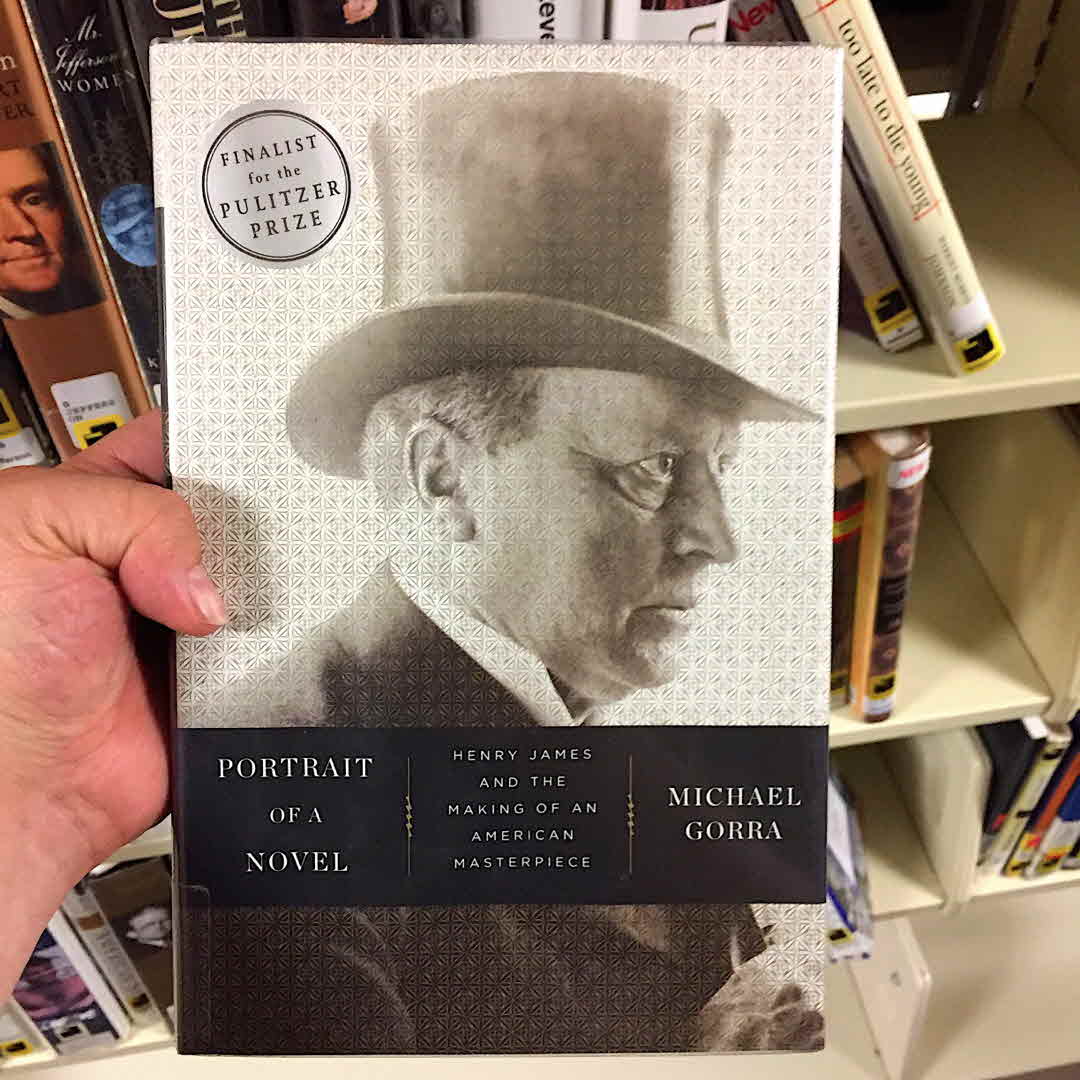 FINALIST
for the
PULITZER
PRIZE
PORTRAIT
OF A
NOVEL
HENRY JAMES
AND THE
MAKING OF AN
AMERICAN
MASTERPIECE
MICHAEL
GORRA
Mr.
Jefferson's
WOMEN
too late to die young
New